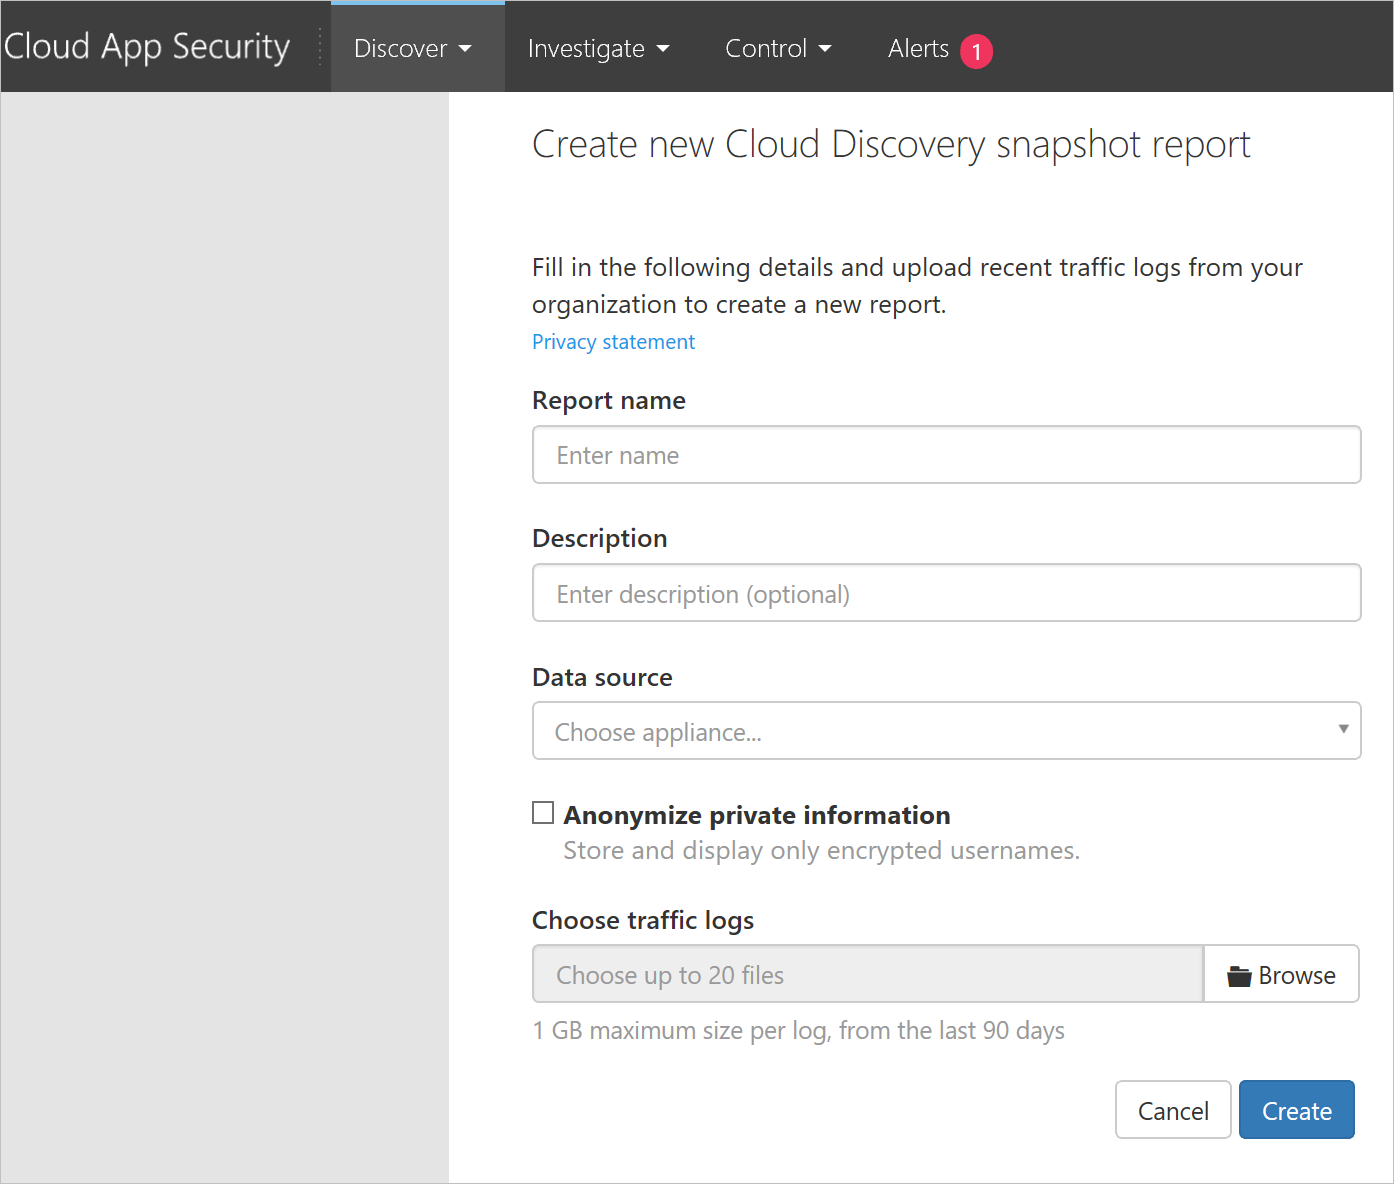 Cloud App Security
Discover
Investigate
Control
Alerts 1
Create new Cloud Discovery snapshot report
Fill in the following details and upload recent traffic logs from your
organization to create a new report.
Privacy statement
Report name
Enter name
Description
Enter description (optional)
Data source
Choose appliance...
Anonymize private information
Store and display only encrypted usernames.
Choose traffic logs
Choose up to 20 files
Browse
1 GB maximum size per log, from the last 90 days
Cancel
Create